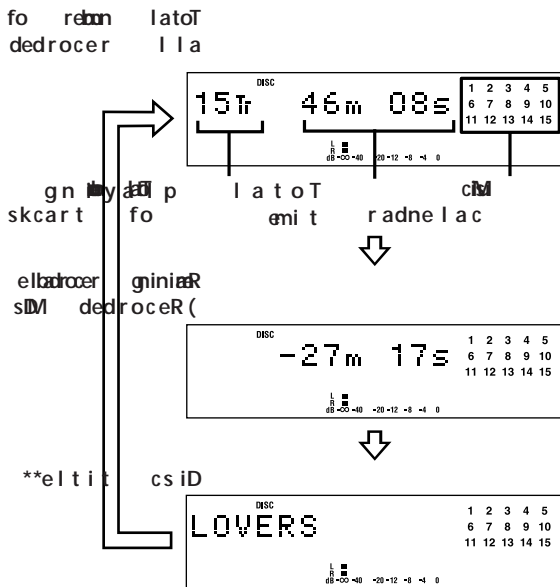 fo latoT
dedrocer lla
DISC
15Tr 46m 08s
1 2 3 4 5
6 7 8 9 10
11 12 13 14 15
L
R
dB -∞ -40 -20 -12 -8 -4 0
latoT
skcart fo emit radnelac
sDM dedroceR(
DISC
-27m 17s
1 2 3 4 5
6 7 8 9 10
11 12 13 14 15
L
R
dB -∞ -40 -20 -12 -8 -4 0
**eltit csiD
DISC
LOVERS
1 2 3 4 5
6 7 8 9 10
11 12 13 14 15
L
R
dB -∞ -40 -20 -12 -8 -4 0